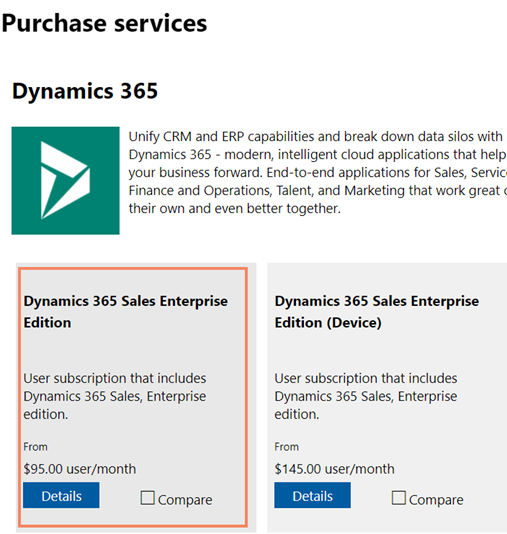 Purchase services
Dynamics 365
Unify CRM and ERP capabilities and break down data silos with
Dynamics 365 - modern, intelligent cloud applications that help
your business forward. End-to-end applications for Sales,
Finance and Operations, Talent, and Marketing that work great
their own and even better together.
Dynamics 365 Sales Enterprise
Edition
User subscription that includes
Dynamics 365 Sales, Enterprise
edition.
From
$95.00 user/month
Details
Compare
Dynamics 365 Sales Enterprise
Edition (Device)
User subscription that includes
Dynamics 365 Sales, Enterprise
edition.
From
$145.00 user/month
Details
Compare